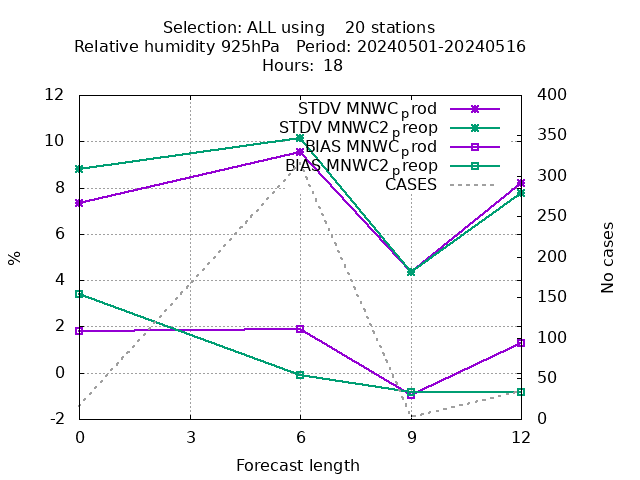 Selection: ALL using    20 stations
Relative humidity 925hPa   Period: 20240501-20240516
Hours: 18
STDV MNWC_prod
STDV MNWC2_preop
BIAS MNWC_prod
BIAS MNWC2_preop
CASES
12
10
8
6
4
2
0
-2
%
400
350
300
250
200
150
100
50
0
No cases
0 3 6 9 12
Forecast length